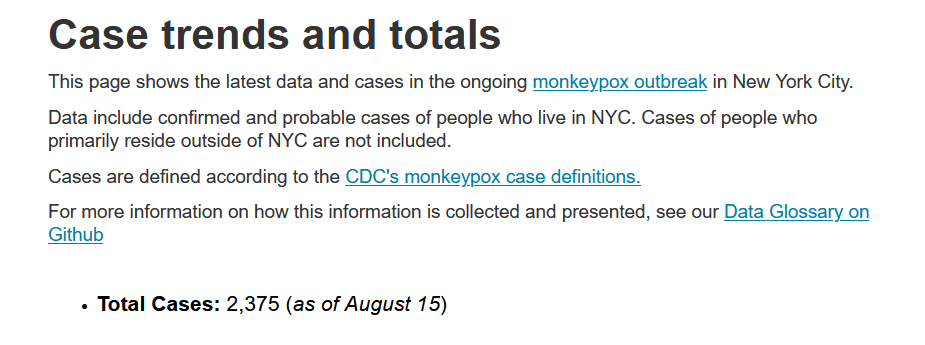 Case trends and totals
This page shows the latest data and cases in the ongoing monkeypox outbreak in New York City.
Data include confirmed and probable cases of people who live in NYC. Cases of people who
primarily reside outside of NYC are not included.
Cases are defined according to the CDC's monkeypox case definitions.
For more information on how this information is collected and presented, see our Data Glossary on
Github
• Total Cases: 2,375 (as of August 15)